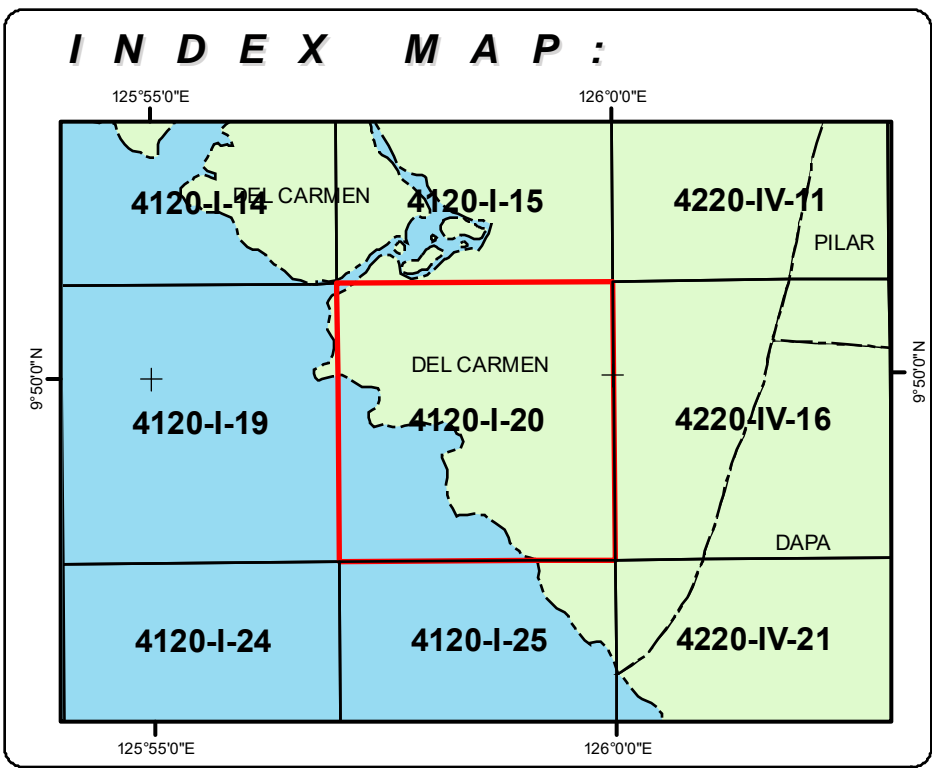 INDEX MAP:
125°55'0"E 126°0'0"E
4120-I-14 DEL CARMEN 4120-I-15 4220-IV-11
PILAR
9°50'0"N 9°50'0"N
DEL CARMEN
4120-I-19 4120-I-20 4220-IV-16
DAPA
4120-I-24 4120-I-25 4220-IV-21
125°55'0"E 126°0'0"E